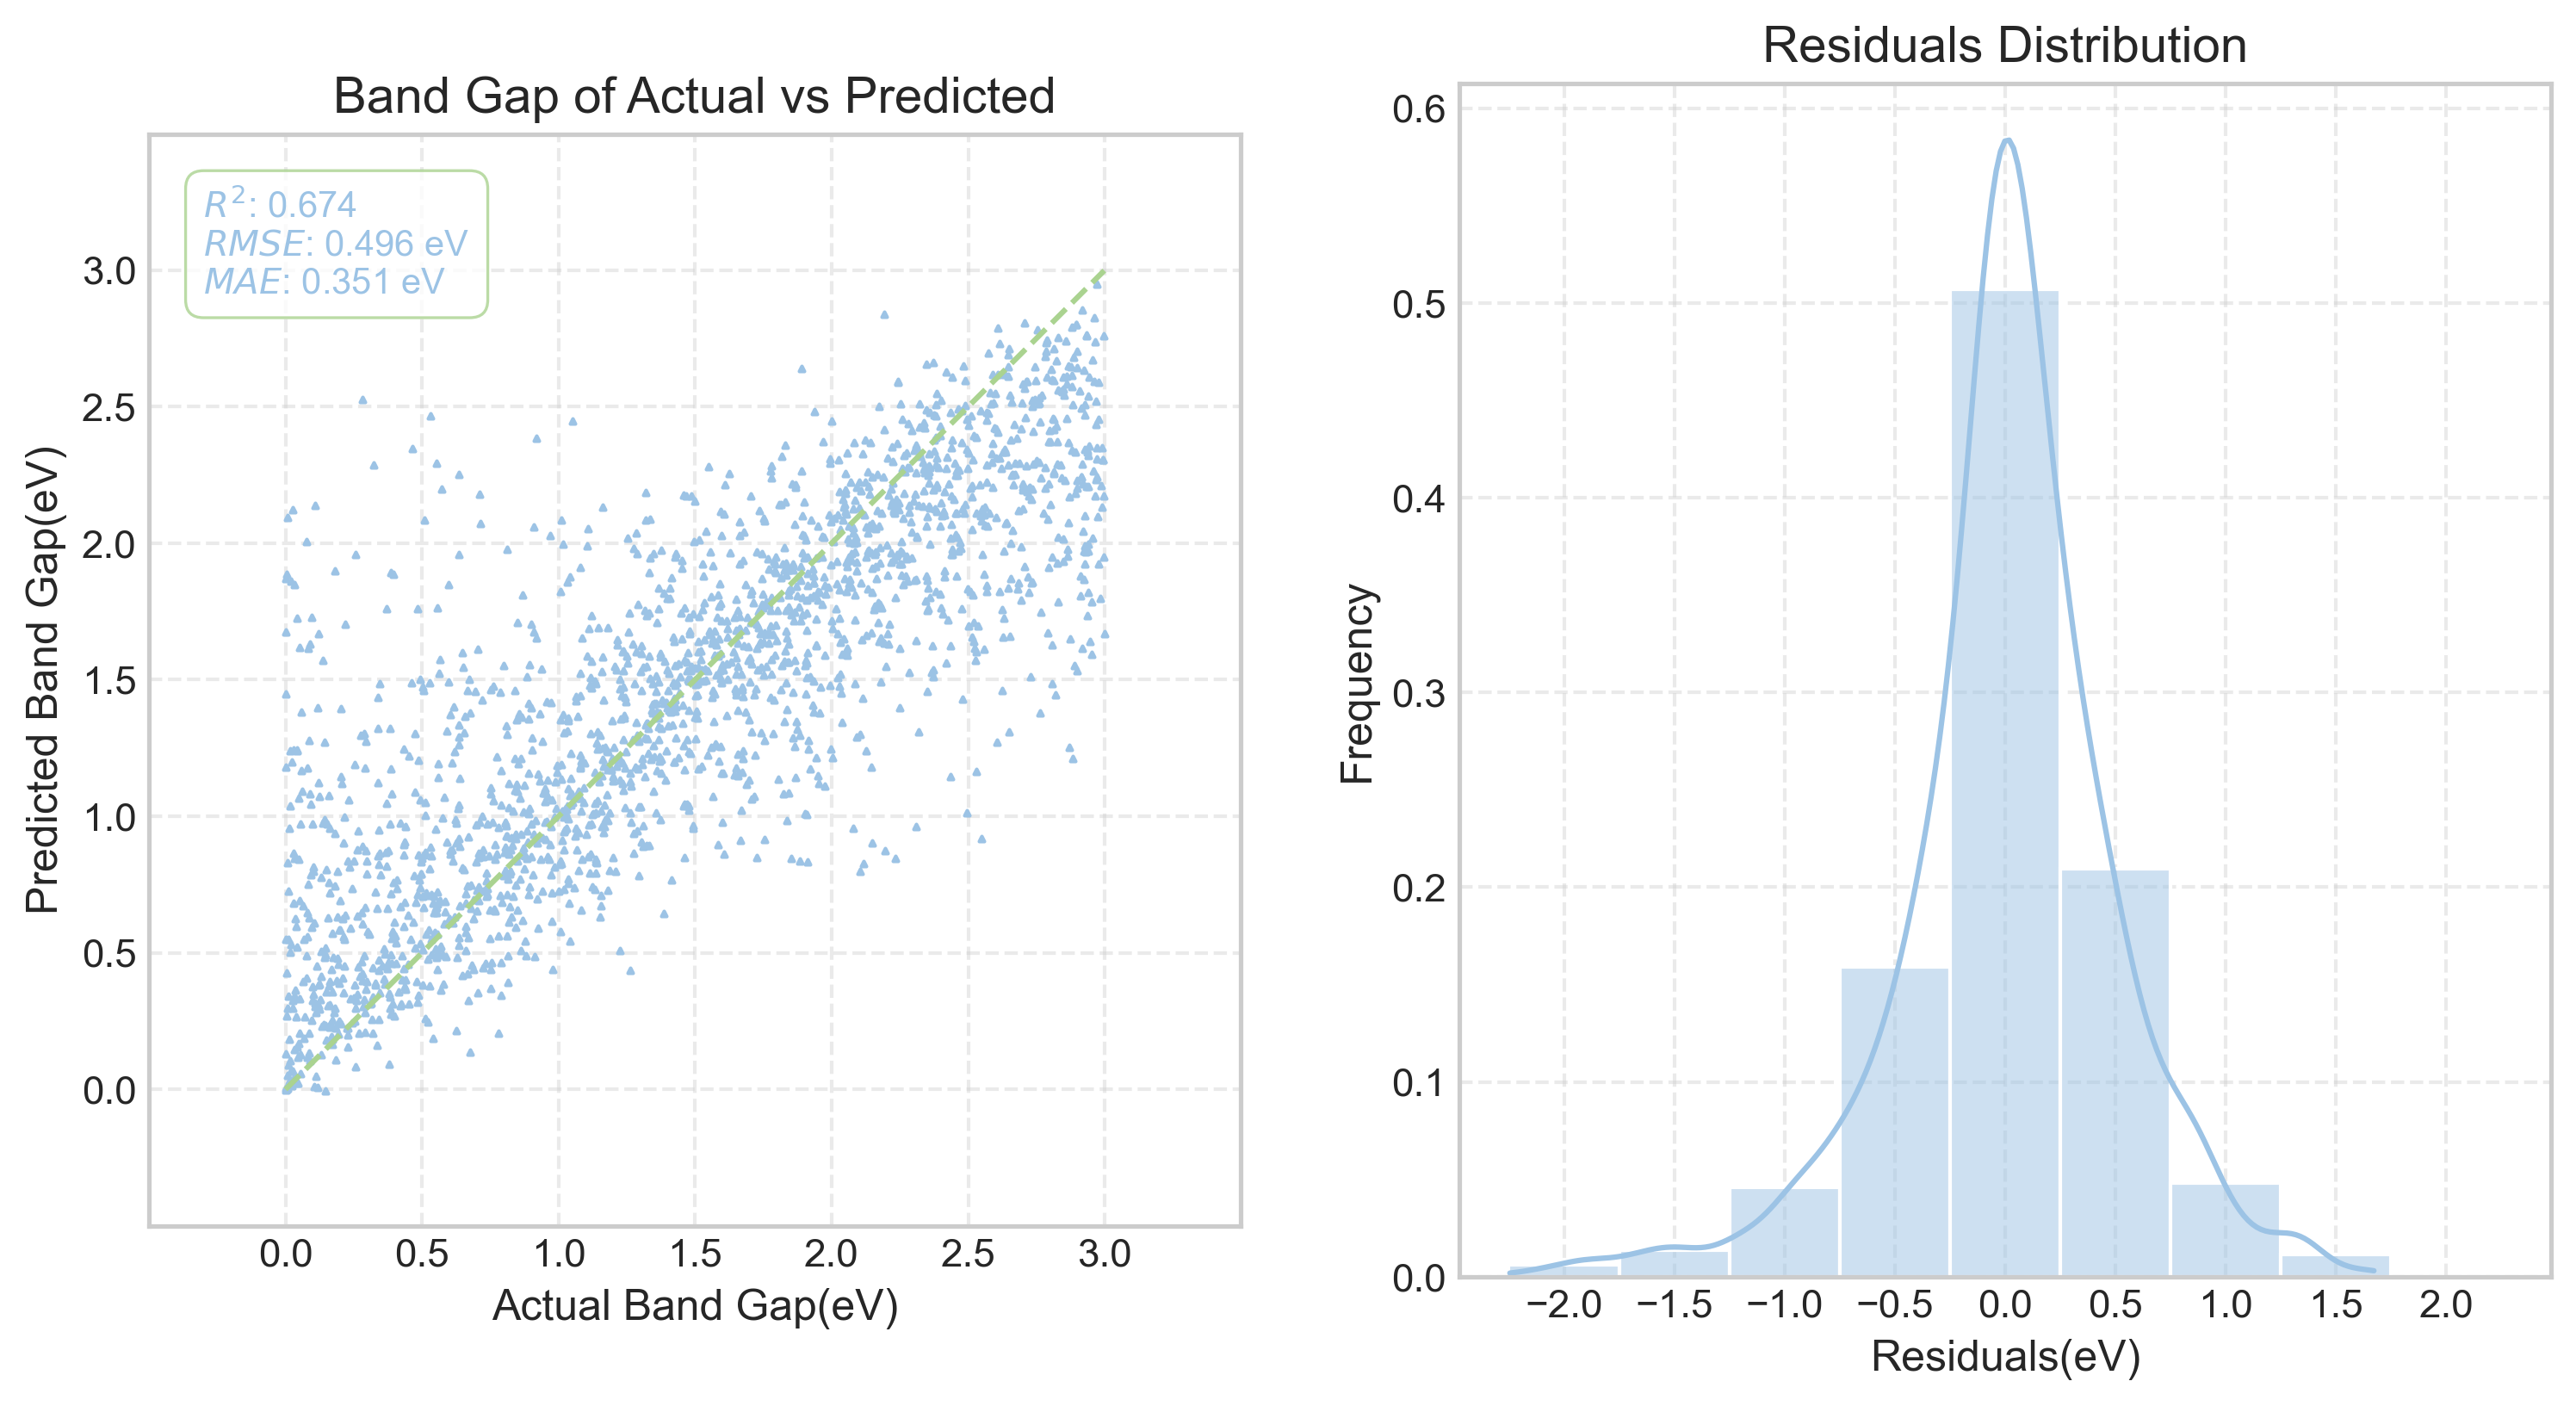 Band Gap of Actual vs Predicted
R²: 0.674
RMSE: 0.496 eV
MAE: 0.351 eV
3.0
2.5
2.0
1.5
1.0
0.5
0.0
Predicted Band Gap(eV)
0.0 0.5 1.0 1.5 2.0 2.5 3.0
Actual Band Gap(eV)
Residuals Distribution
0.6
0.5
0.4
0.3
0.2
0.1
0.0
Frequency
−2.0 −1.5 −1.0 −0.5 0.0 0.5 1.0 1.5 2.0
Residuals(eV)